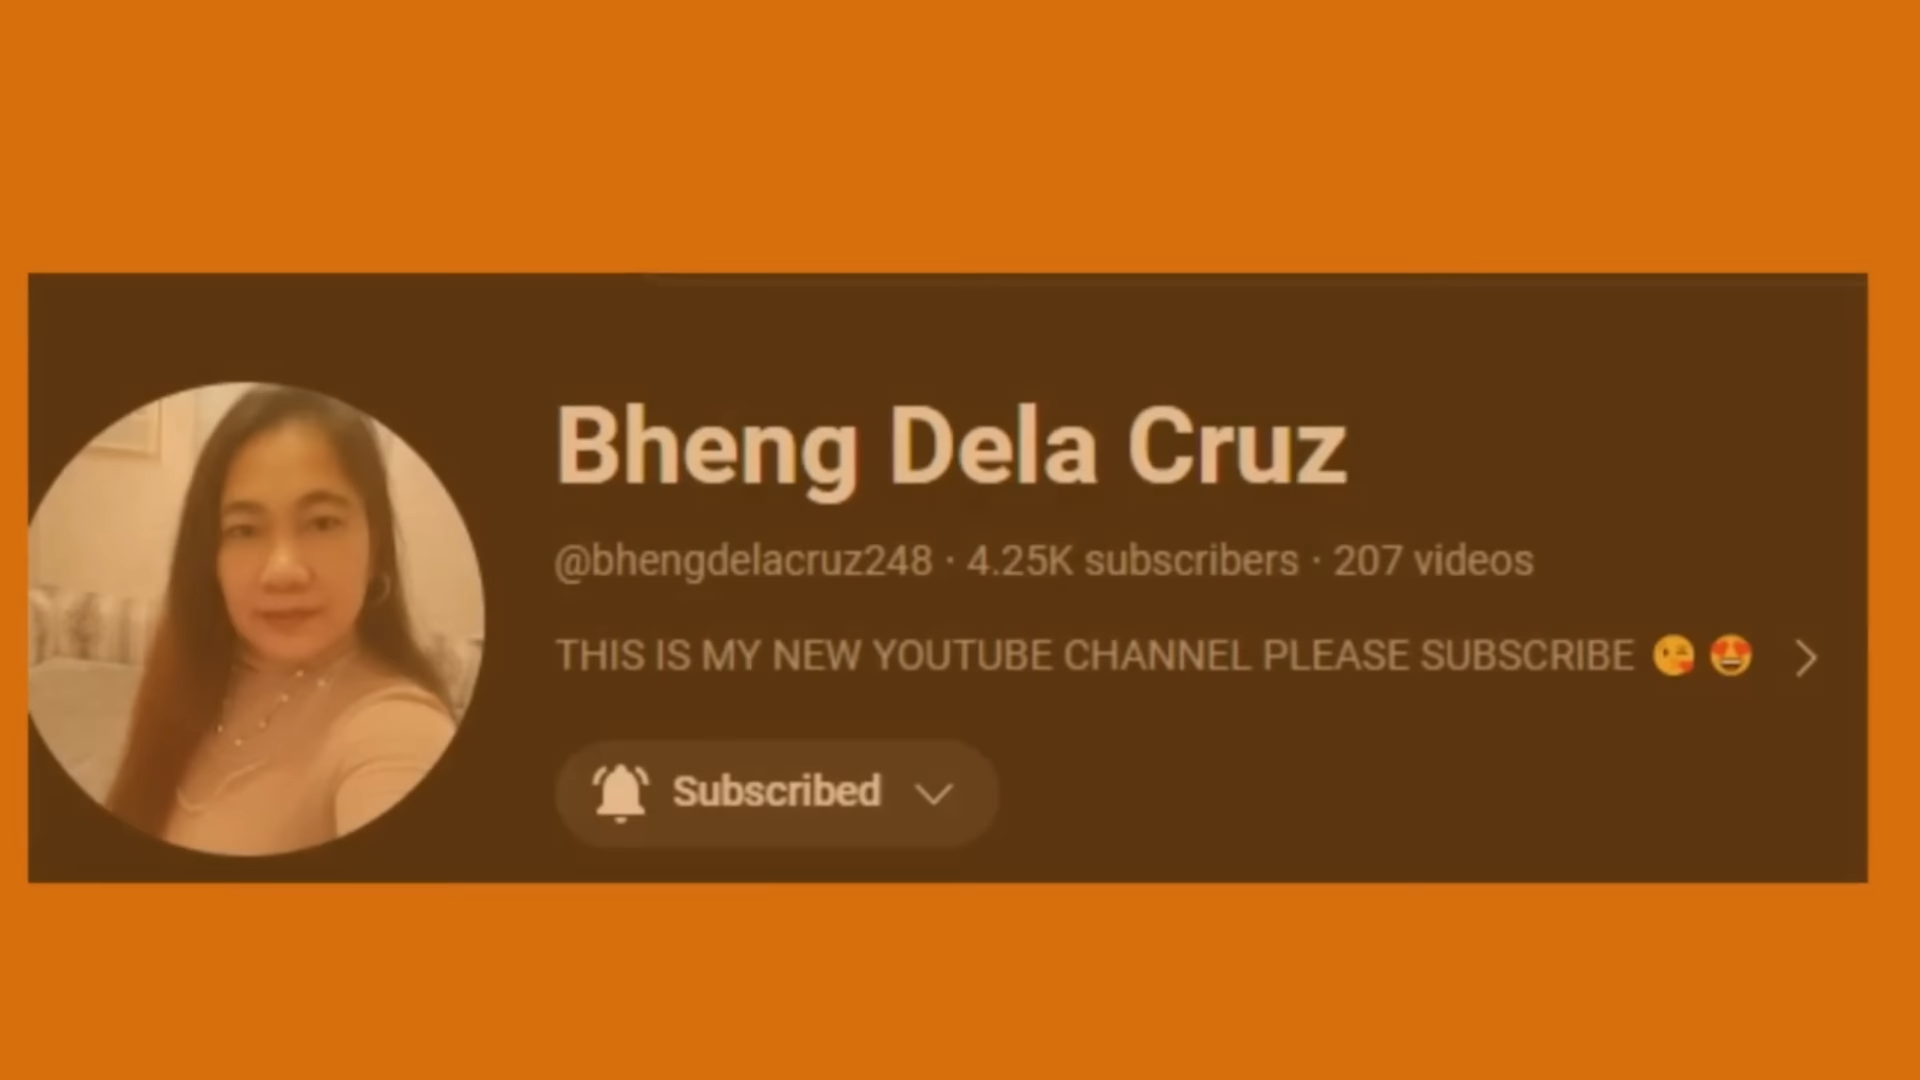 Bheng Dela Cruz
@bhengdelacruz248 · 4.25K subscribers · 207 videos
THIS IS MY NEW YOUTUBE CHANNEL PLEASE SUBSCRIBE 😘 😍
Subscribed